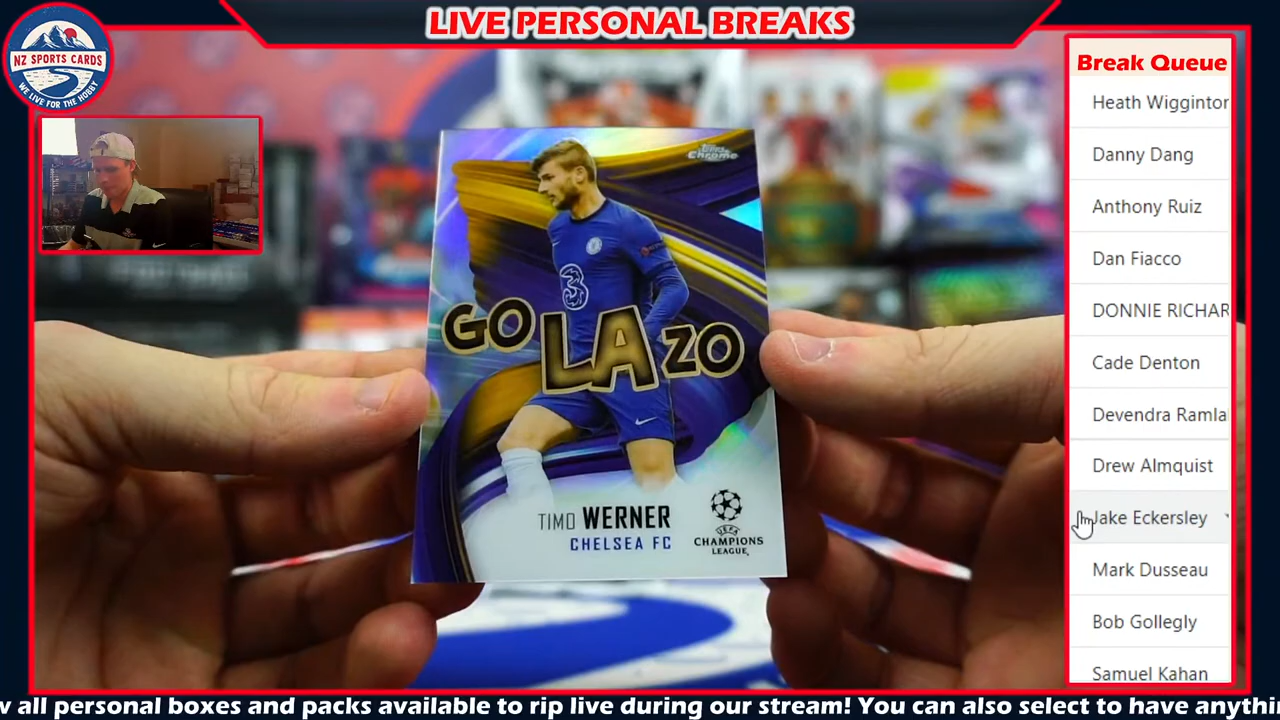 LIVE PERSONAL BREAKS
NZ SPORTS CARDS
WE LIVE FOR THE HOBBY
Break Queue
Heath Wigginton
Danny Dang
Anthony Ruiz
Dan Fiacco
DONNIE RICHAR
Cade Denton
Devendra Ramla
Drew Almquist
Jake Eckersley
Mark Dusseau
Bob Gollegly
Samuel Kahan
Topps
Chrome
3
GOLAZO
TIMO WERNER
CHELSEA FC
UEFA
CHAMPIONS
LEAGUE
w all personal boxes and packs available to rip live during our stream! You can also select to have anythi